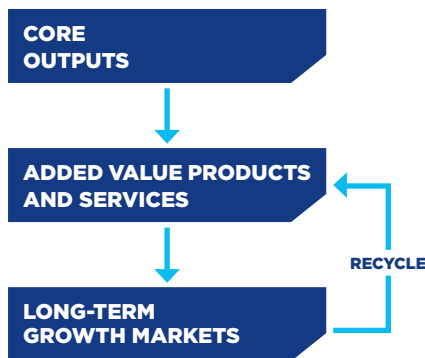 CORE
OUTPUTS
ADDED VALUE PRODUCTS
AND SERVICES
RECYCLE
LONG-TERM
GROWTH MARKETS